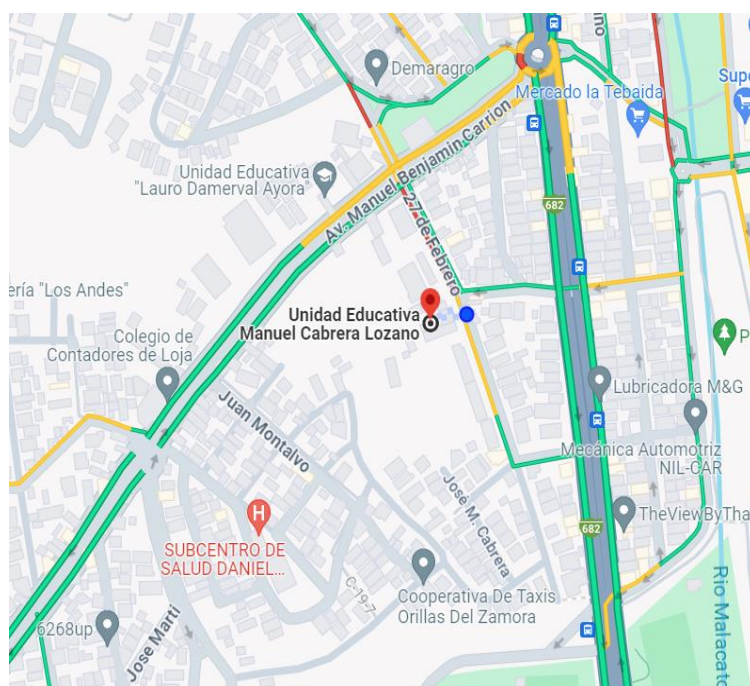 ino
Demaragro
Mercado la Tebaida
Supe
Unidad Educativa
"Lauro Damerval Ayora"
Av. Manuel Benjamin Carrion
27 de Febrero
682
ería "Los Andes"
Unidad Educativa
Manuel Cabrera Lozano
Colegio de
Contadores de Loja
P
Juan Montalvo
Lubricadora M&G
Mecánica Automotriz
NIL-CAR
José M. Cabrera
H
682
TheViewByTha
SUBCENTRO DE
SALUD DANIEL...
C-19-7
Cooperativa De Taxis
Orillas Del Zamora
6268up
Jose Marti
Rio Malacato